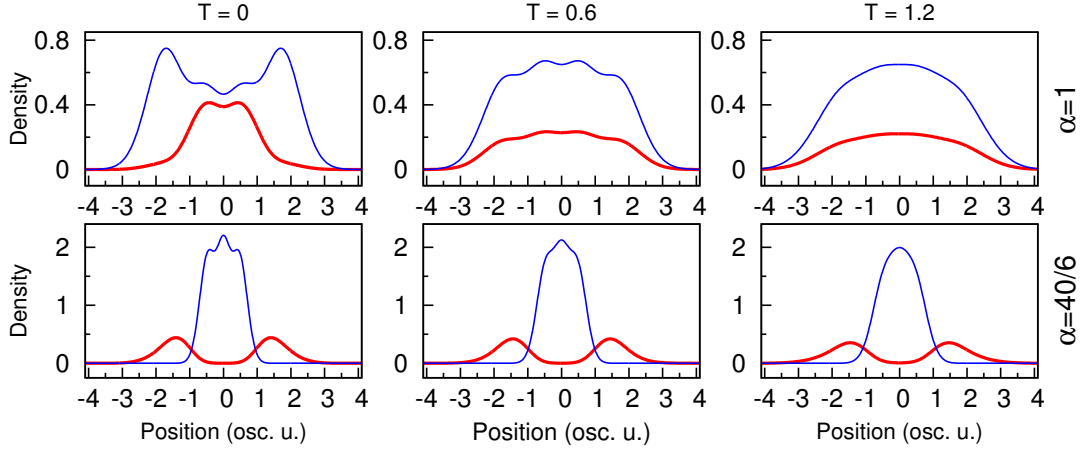 T = 0 T = 0.6 T = 1.2
0.8 0.8 0.8
Density
0.4 0.4 0.4
α=1
0 0 0
-4 -3 -2 -1 0 1 2 3 4 -4 -3 -2 -1 0 1 2 3 4 -4 -3 -2 -1 0 1 2 3 4
2 2 2
Density
1 1 1
α=40/6
0 0 0
-4 -3 -2 -1 0 1 2 3 4 -4 -3 -2 -1 0 1 2 3 4 -4 -3 -2 -1 0 1 2 3 4
Position (osc. u.) Position (osc. u.) Position (osc. u.)